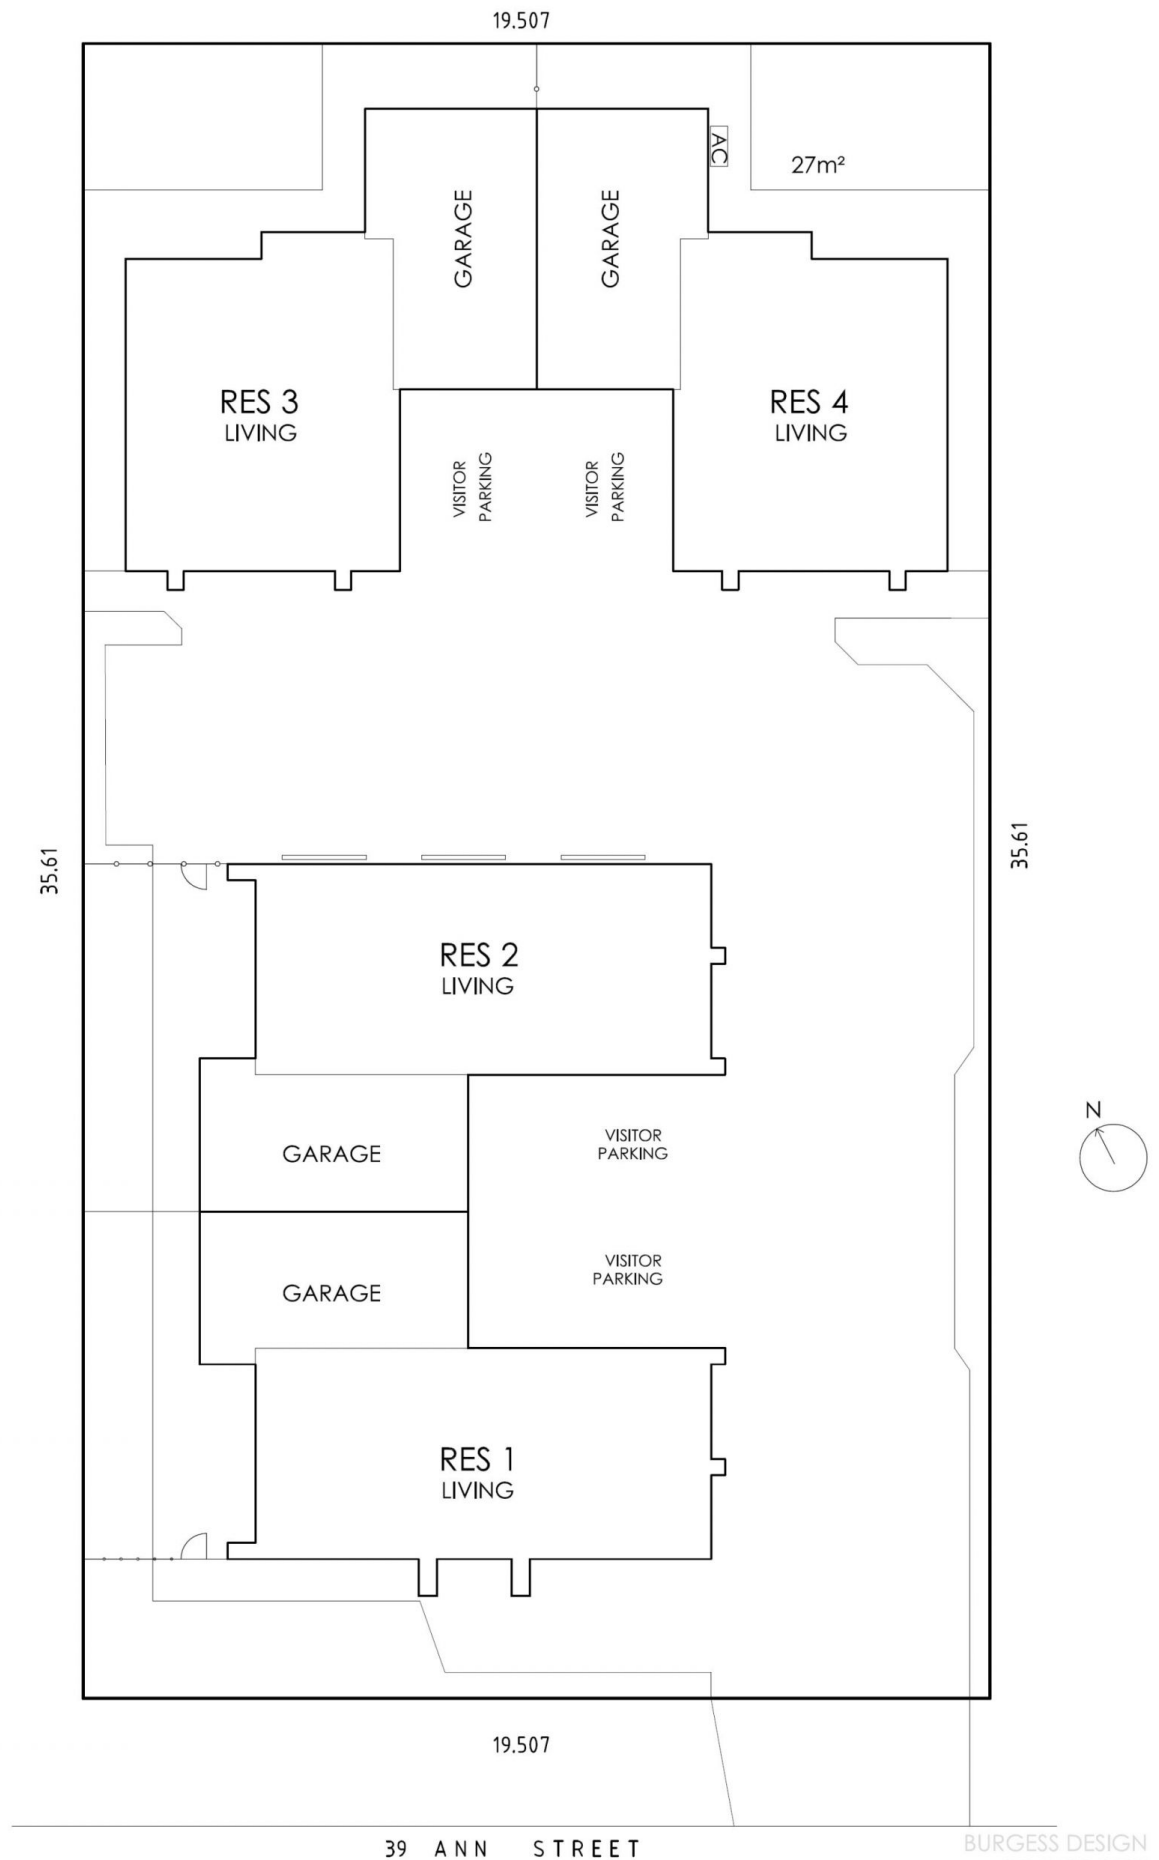 19.507
AC
27m²
GARAGE
GARAGE
RES 3
LIVING
RES 4
LIVING
VISITOR
PARKING
VISITOR
PARKING
35.61
35.61
RES 2
LIVING
N
VISITOR
PARKING
GARAGE
VISITOR
PARKING
GARAGE
RES 1
LIVING
19.507
39 ANN STREET
BURGESS DESIGN